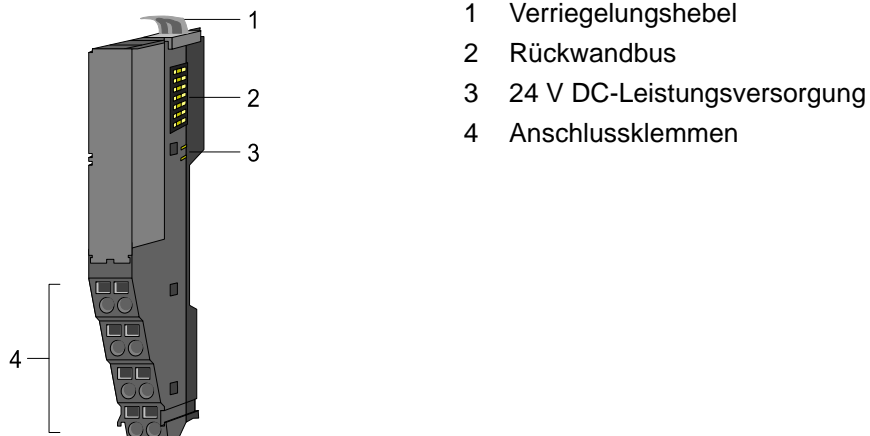 1
2
3
4
1 Verriegelungshebel
2 Rückwandbus
3 24 V DC-Leistungsversorgung
4 Anschlussklemmen